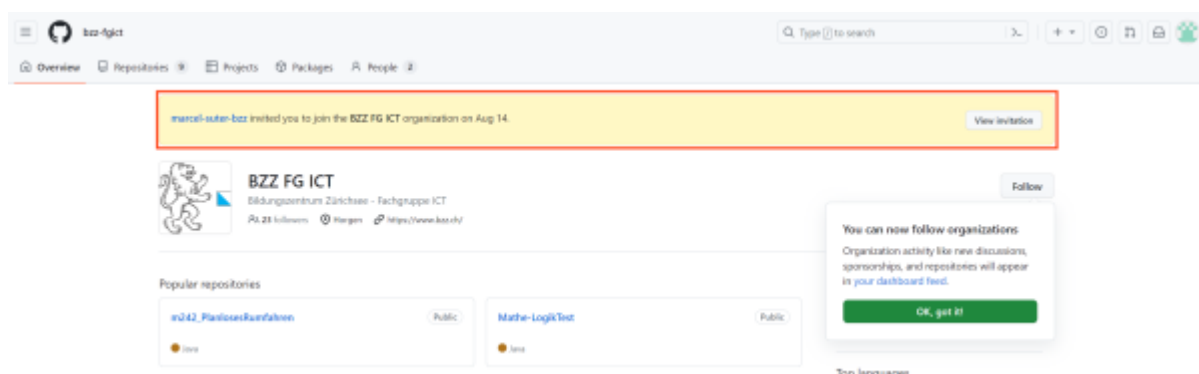 bzz-fgict
Type / to search
Overview Repositories 9 Projects Packages People 2
marcel-suter-bzz invited you to join the BZZ FG ICT organization on Aug 14.
View invitation
BZZ FG ICT
Bildungszentrum Zürichsee - Fachgruppe ICT
23 followers Horgen https://www.bzz.ch/
Follow
You can now follow organizations
Organization activity like new discussions,
sponsorships, and repositories will appear
in your dashboard feed.
OK, got it!
Popular repositories
m242_PlanlosesRumfahren Public
Java
Mathe-LogikTest Public
Java
Top languages